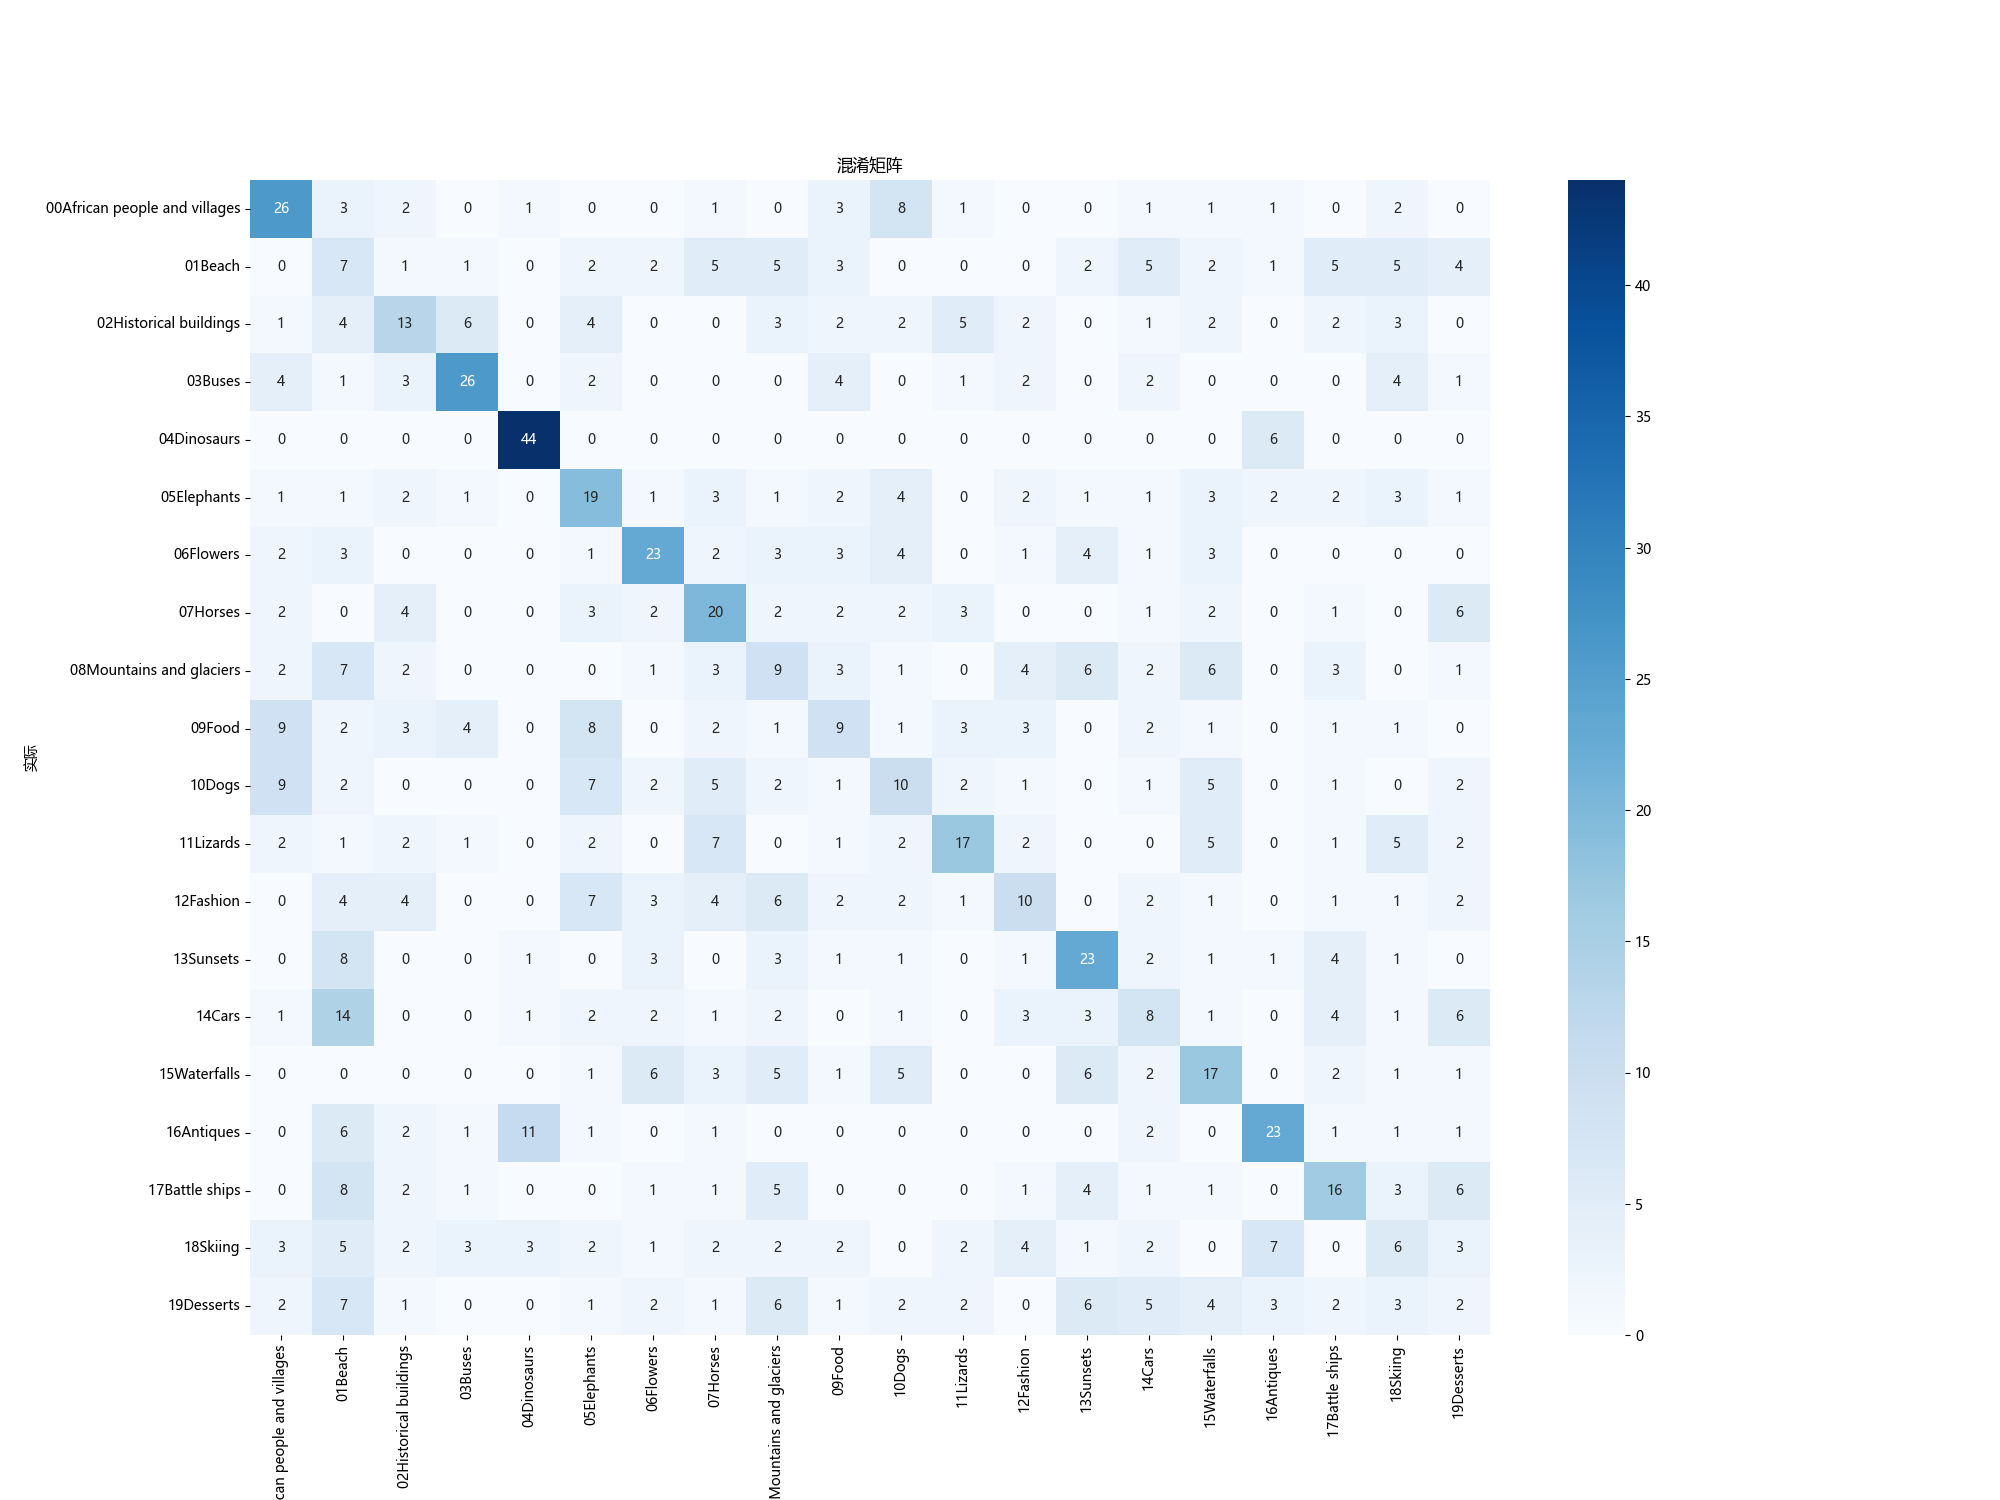 混淆矩阵
实际
00African people and villages 26 3 2 0 1 0 0 1 0 3 8 1 0 0 1 1 1 0 2 0
01Beach 0 7 1 1 0 2 2 5 5 3 0 0 0 2 5 2 1 5 5 4
02Historical buildings 1 4 13 6 0 4 0 0 3 2 2 5 2 0 1 2 0 2 3 0
03Buses 4 1 3 26 0 2 0 0 0 4 0 1 2 0 2 0 0 0 4 1
04Dinosaurs 0 0 0 0 44 0 0 0 0 0 0 0 0 0 0 0 6 0 0 0
05Elephants 1 1 2 1 0 19 1 3 1 2 4 0 2 1 1 3 2 2 3 1
06Flowers 2 3 0 0 0 1 23 2 3 3 4 0 1 4 1 3 0 0 0 0
07Horses 2 0 4 0 0 3 2 20 2 2 2 3 0 0 1 2 0 1 0 6
08Mountains and glaciers 2 7 2 0 0 0 1 3 9 3 1 0 4 6 2 6 0 3 0 1
09Food 9 2 3 4 0 8 0 2 1 9 1 3 3 0 2 1 0 1 1 0
10Dogs 9 2 0 0 0 7 2 5 2 1 10 2 1 0 1 5 0 1 0 2
11Lizards 2 1 2 1 0 2 0 7 0 1 2 17 2 0 0 5 0 1 5 2
12Fashion 0 4 4 0 0 7 3 4 6 2 2 1 10 0 2 1 0 1 1 2
13Sunsets 0 8 0 0 1 0 3 0 3 1 1 0 1 23 2 1 1 4 1 0
14Cars 1 14 0 0 1 2 2 1 2 0 1 0 3 3 8 1 0 4 1 6
15Waterfalls 0 0 0 0 0 1 6 3 5 1 5 0 0 6 2 17 0 2 1 1
16Antiques 0 6 2 1 11 1 0 1 0 0 0 0 0 0 2 0 23 1 1 1
17Battle ships 0 8 2 1 0 0 1 1 5 0 0 0 1 4 1 1 0 16 3 6
18Skiing 3 5 2 3 3 2 1 2 2 2 0 2 4 1 2 0 7 0 6 3
19Desserts 2 7 1 0 0 1 2 1 6 1 2 2 0 6 5 4 3 2 3 2
can people and villages
01Beach
02Historical buildings
03Buses
04Dinosaurs
05Elephants
06Flowers
07Horses
Mountains and glaciers
09Food
10Dogs
11Lizards
12Fashion
13Sunsets
14Cars
15Waterfalls
16Antiques
17Battle ships
18Skiing
19Desserts
40
35
30
25
20
15
10
5
0